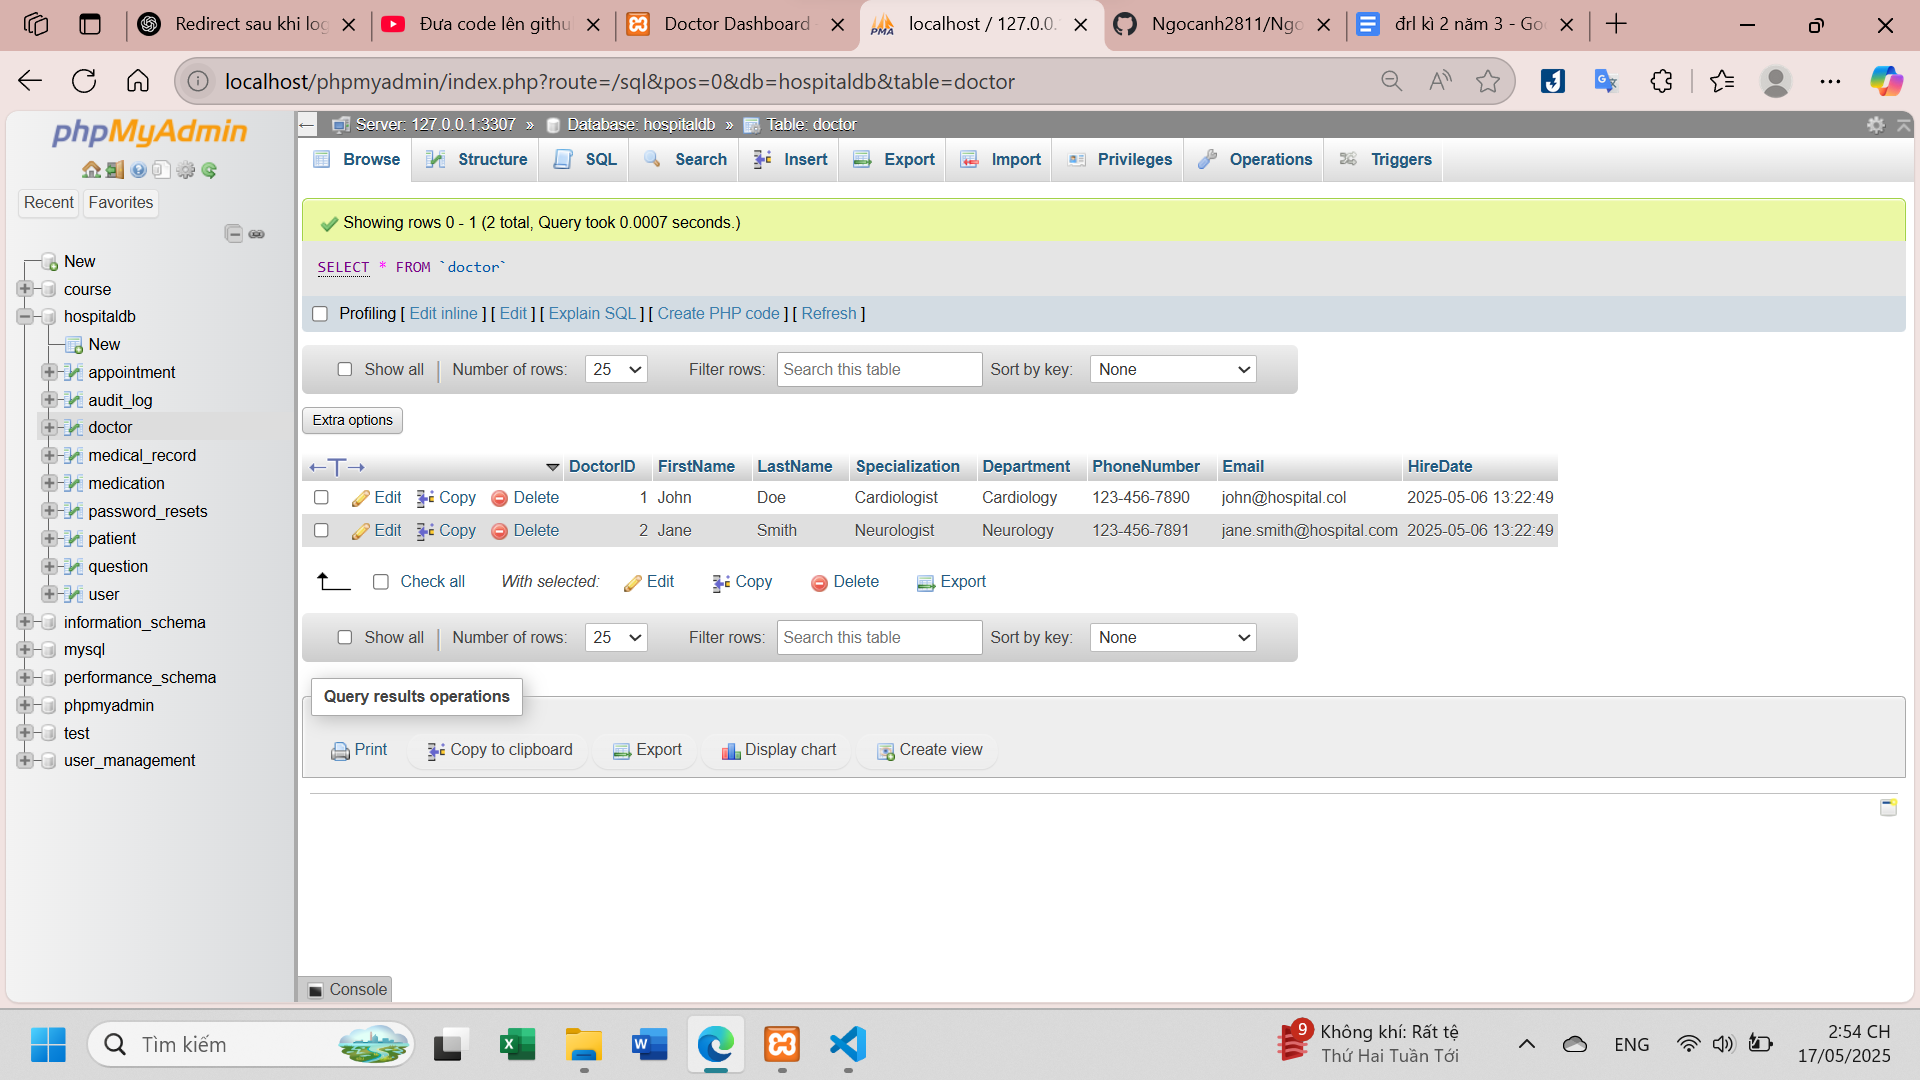 Redirect sau khi log
Đưa code lên githu
Doctor Dashboard
localhost / 127.0.0.
Ngocanh2811/Ngo
đrl kì 2 năm 3 - Goo
localhost/phpmyadmin/index.php?route=/sql&pos=0&db=hospitaldb&table=doctor
phpMyAdmin
Recent Favorites
New
course
hospitaldb
New
appointment
audit_log
doctor
medical_record
medication
password_resets
patient
question
user
information_schema
mysql
performance_schema
phpmyadmin
test
user_management
Server: 127.0.0.1:3307 » Database: hospitaldb » Table: doctor
Browse Structure SQL Search Insert Export Import Privileges Operations Triggers
Showing rows 0 - 1 (2 total, Query took 0.0007 seconds.)
SELECT * FROM `doctor`
Profiling [ Edit inline ] [ Edit ] [ Explain SQL ] [ Create PHP code ] [ Refresh ]
Show all Number of rows: 25 Filter rows: Search this table Sort by key: None
Extra options
DoctorID FirstName LastName Specialization Department PhoneNumber Email HireDate
Edit Copy Delete 1 John Doe Cardiologist Cardiology 123-456-7890 john@hospital.col 2025-05-06 13:22:49
Edit Copy Delete 2 Jane Smith Neurologist Neurology 123-456-7891 jane.smith@hospital.com 2025-05-06 13:22:49
Check all With selected: Edit Copy Delete Export
Show all Number of rows: 25 Filter rows: Search this table Sort by key: None
Query results operations
Print Copy to clipboard Export Display chart Create view
Console
Tìm kiếm
9
Không khí: Rất tệ
Thứ Hai Tuần Tới
ENG
2:54 CH
17/05/2025